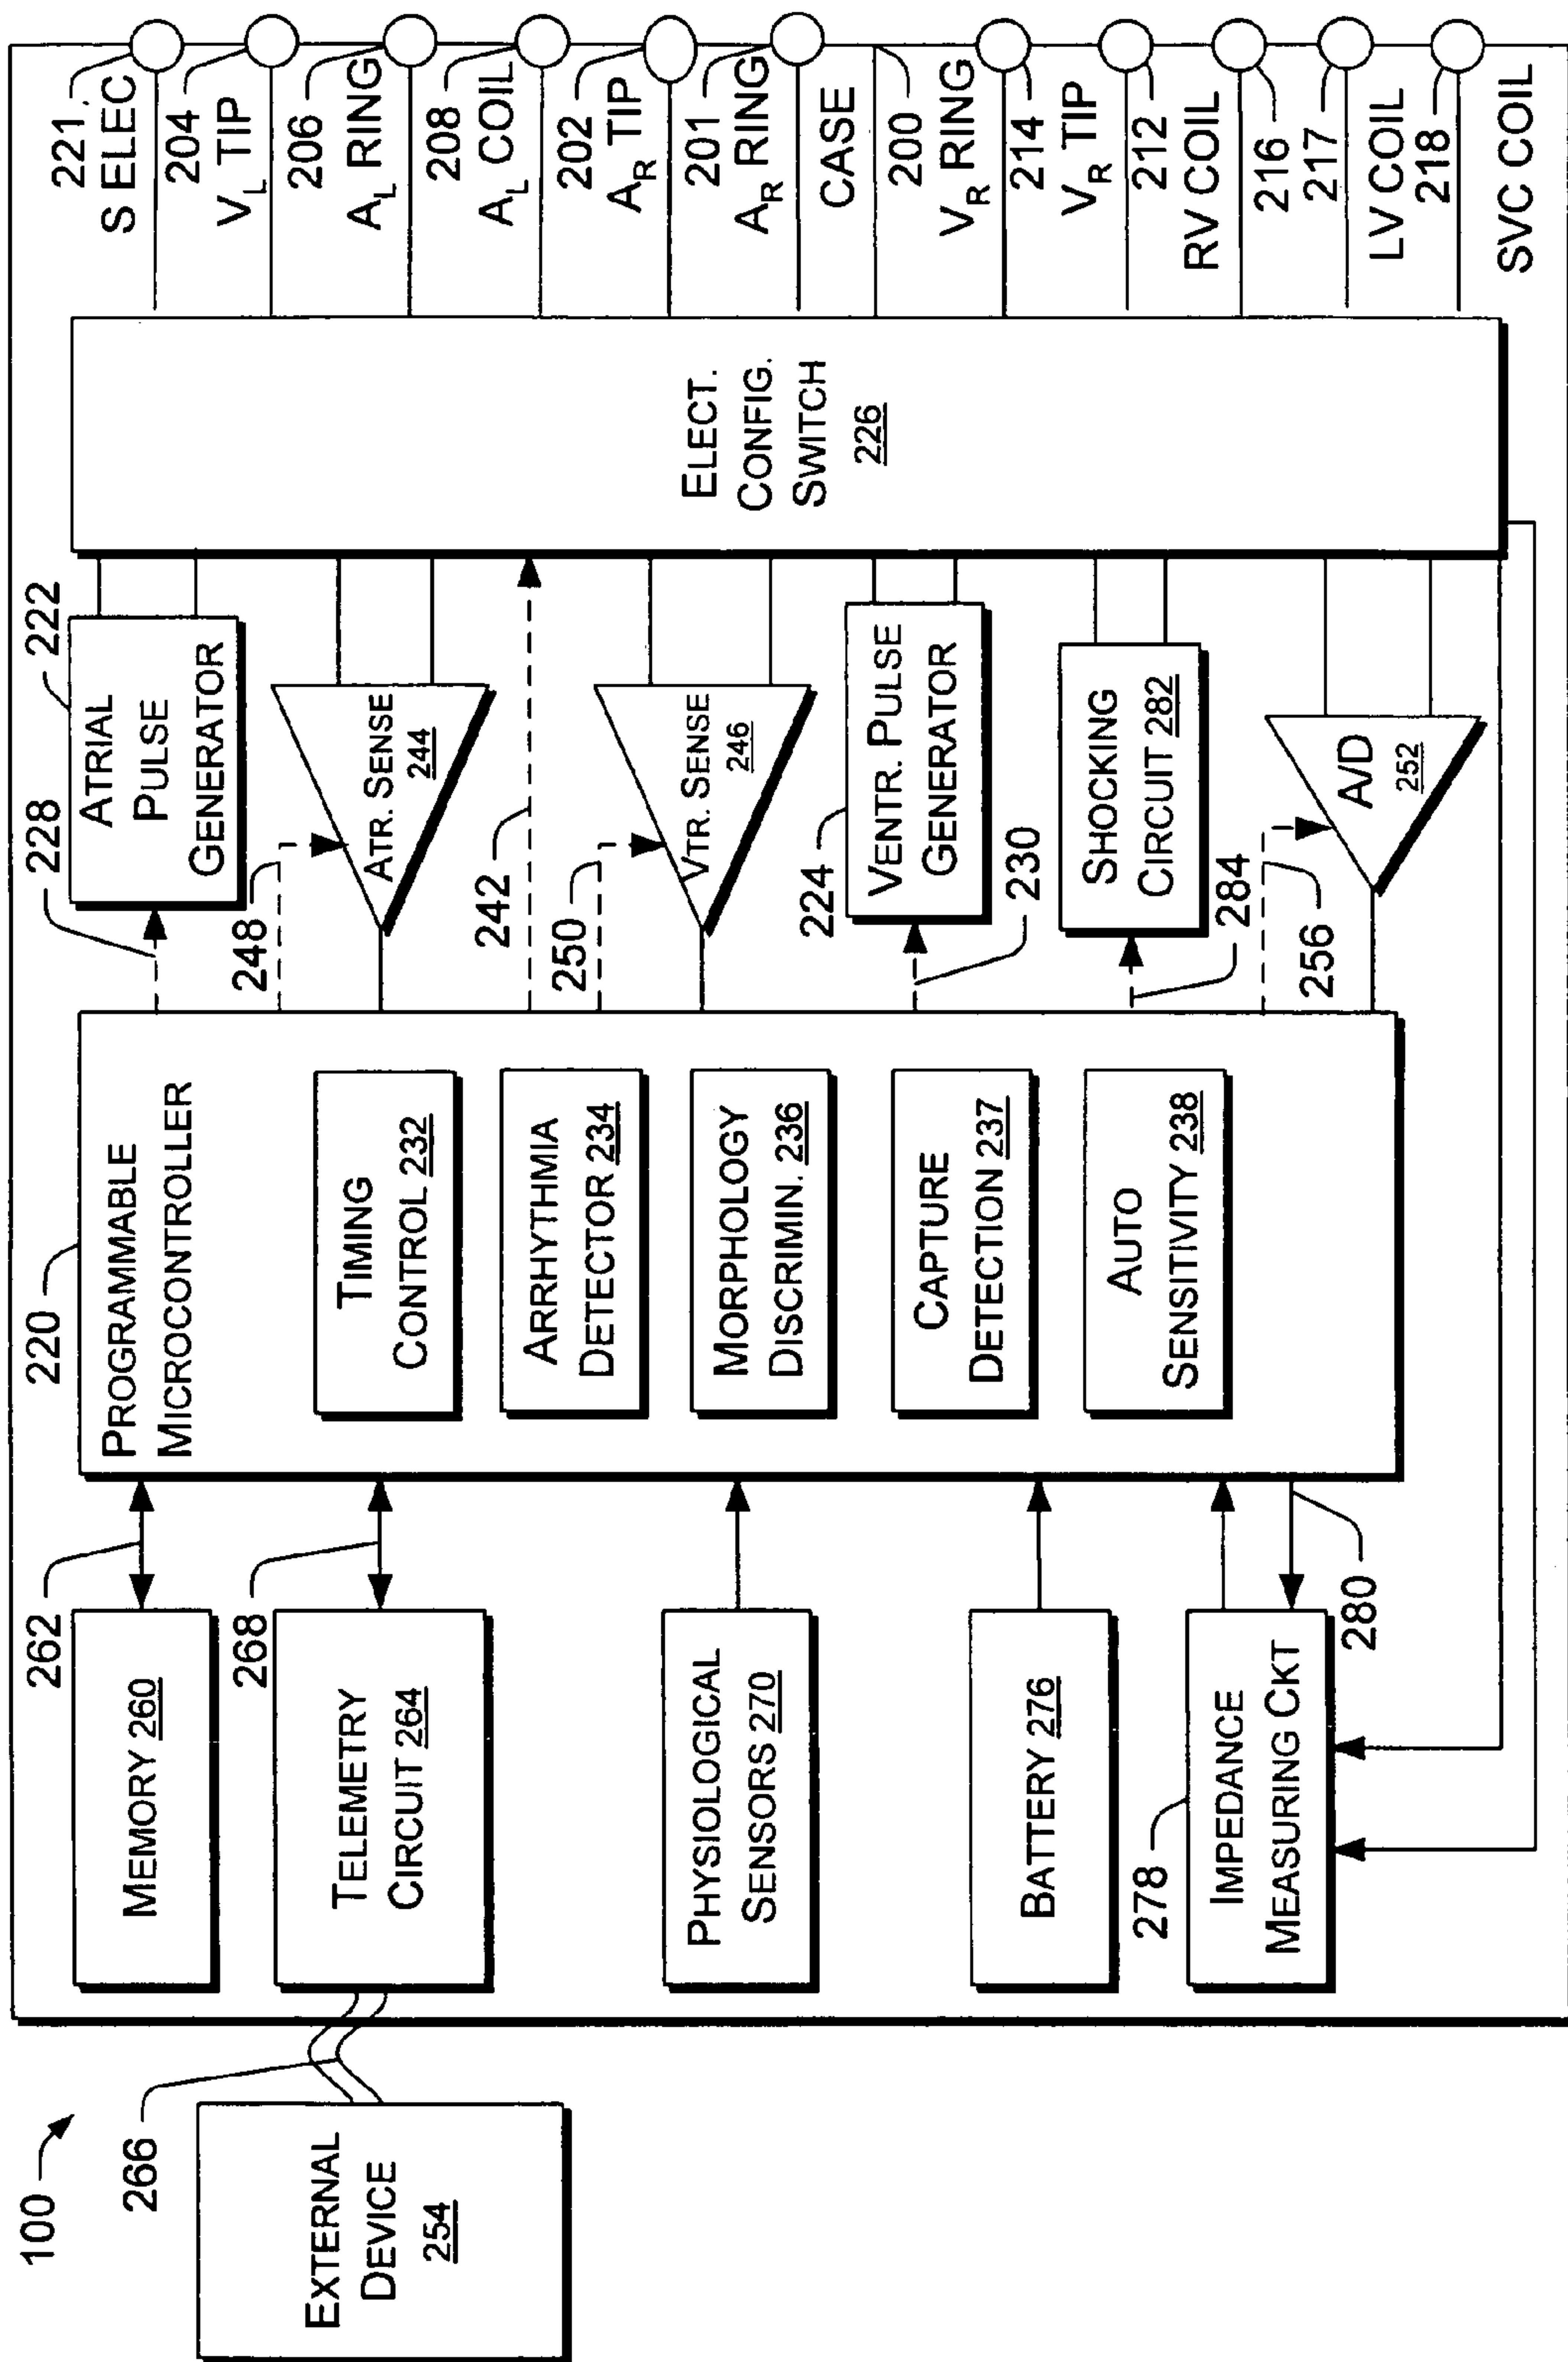 100
EXTERNAL
DEVICE
254
266
262
MEMORY 260
268
TELEMETRY
CIRCUIT 264
PHYSIOLOGICAL
SENSORS 270
BATTERY 276
278
IMPEDANCE
MEASURING CKT
280
220
PROGRAMMABLE
MICROCONTROLLER
TIMING
CONTROL 232
ARRHYTHMIA
DETECTOR 234
MORPHOLOGY
DISCRIMIN. 236
CAPTURE
DETECTION 237
AUTO
SENSITIVITY 238
228
222
ATRIAL
PULSE
GENERATOR
248
ATR. SENSE
244
242
250
VTR. SENSE
246
224
VENTR. PULSE
GENERATOR
230
SHOCKING
CIRCUIT 282
284
256
A/D
252
ELECT.
CONFIG.
SWITCH
226
221
S ELEC
204
VL TIP
206
AL RING
208
AL COIL
202
AR TIP
201
AR RING
CASE
200
VR RING
214
VR TIP
212
RV COIL
216
217
LV COIL
218
SVC COIL